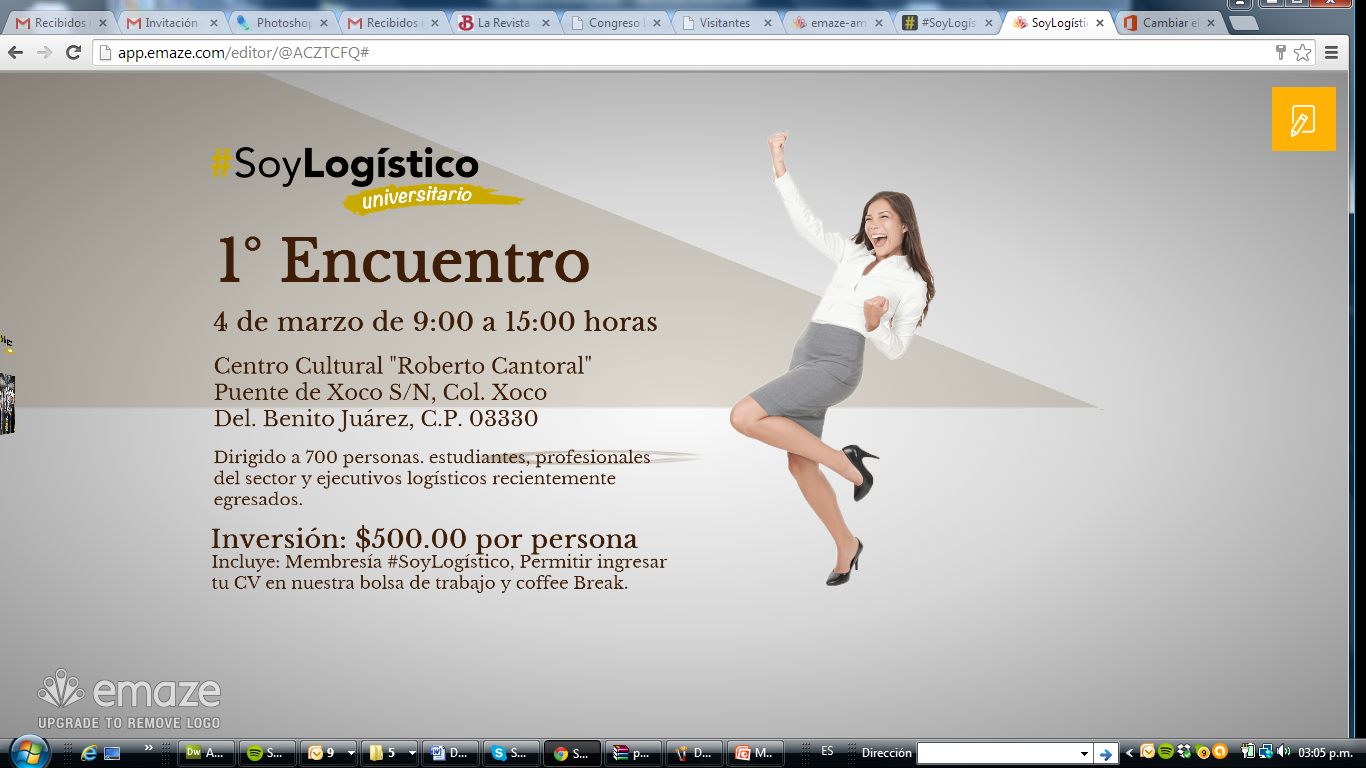 Recibidos
Invitación
Photoshop
Recibidos
La Revista
Congreso
Visitantes
emaze-am
#SoyLogís
SoyLogísti
Cambiar el
app.emaze.com/editor/@ACZTCFQ#
#SoyLogístico
universitario
1° Encuentro
4 de marzo de 9:00 a 15:00 horas
Centro Cultural "Roberto Cantoral"
Puente de Xoco S/N, Col. Xoco
Del. Benito Juárez, C.P. 03330
Dirigido a 700 personas. estudiantes, profesionales
del sector y ejecutivos logísticos recientemente
egresados.
Inversión: $500.00 por persona
Incluye: Membresía #SoyLogístico, Permitir ingresar
tu CV en nuestra bolsa de trabajo y coffee Break.
emaze
UPGRADE TO REMOVE LOGO
» Dw A... S... 9 5 D... S... S... p... D... M... ES Dirección 03:05 p.m.